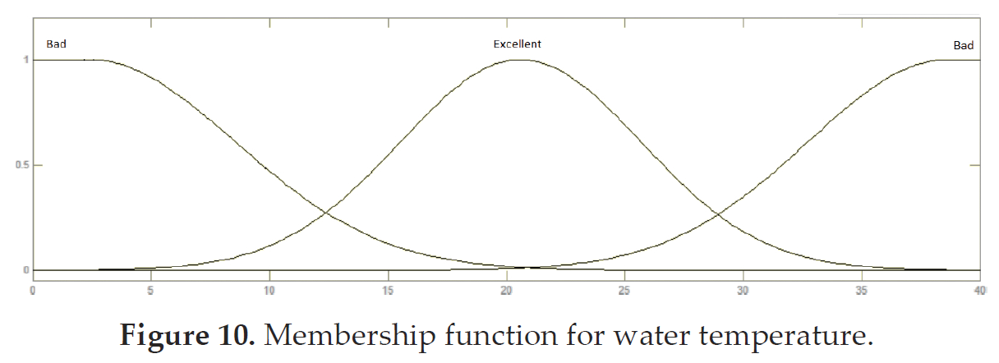 Bad Excellent Bad
1
0.5
0
0 5 10 15 20 25 30 35 40
Figure 10. Membership function for water temperature.